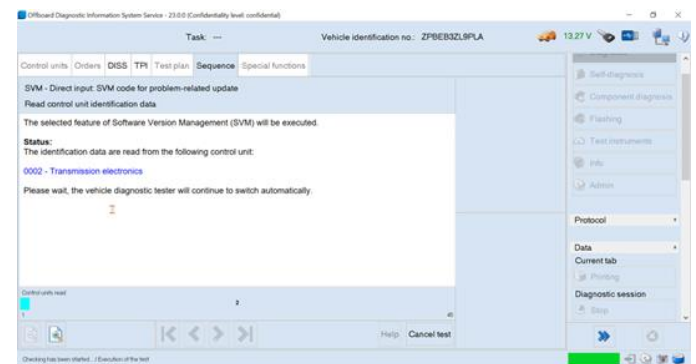 Offboard Diagnostic Information System Service - 23.0.0 (Confidentiality level: confidential)
Task: ---
Vehicle identification no.: ZPBEB3ZL9PLA
13.27 V
Control units Orders DISS TPI Test plan Sequence Special functions
SVM - Direct input: SVM code for problem-related update
Read control unit identification data
The selected feature of Software Version Management (SVM) will be executed.
Status:
The identification data are read from the following control unit:
0002 - Transmission electronics
Please wait, the vehicle diagnostic tester will continue to switch automatically.
Control units read
1
2
Help
Cancel test
Checking has been started... / Execution of the test
Self-diagnosis
Component diagnosis
Flashing
Test instruments
Info
Admin
Protocol
Data
Current tab
Printing
Diagnostic session
Stop